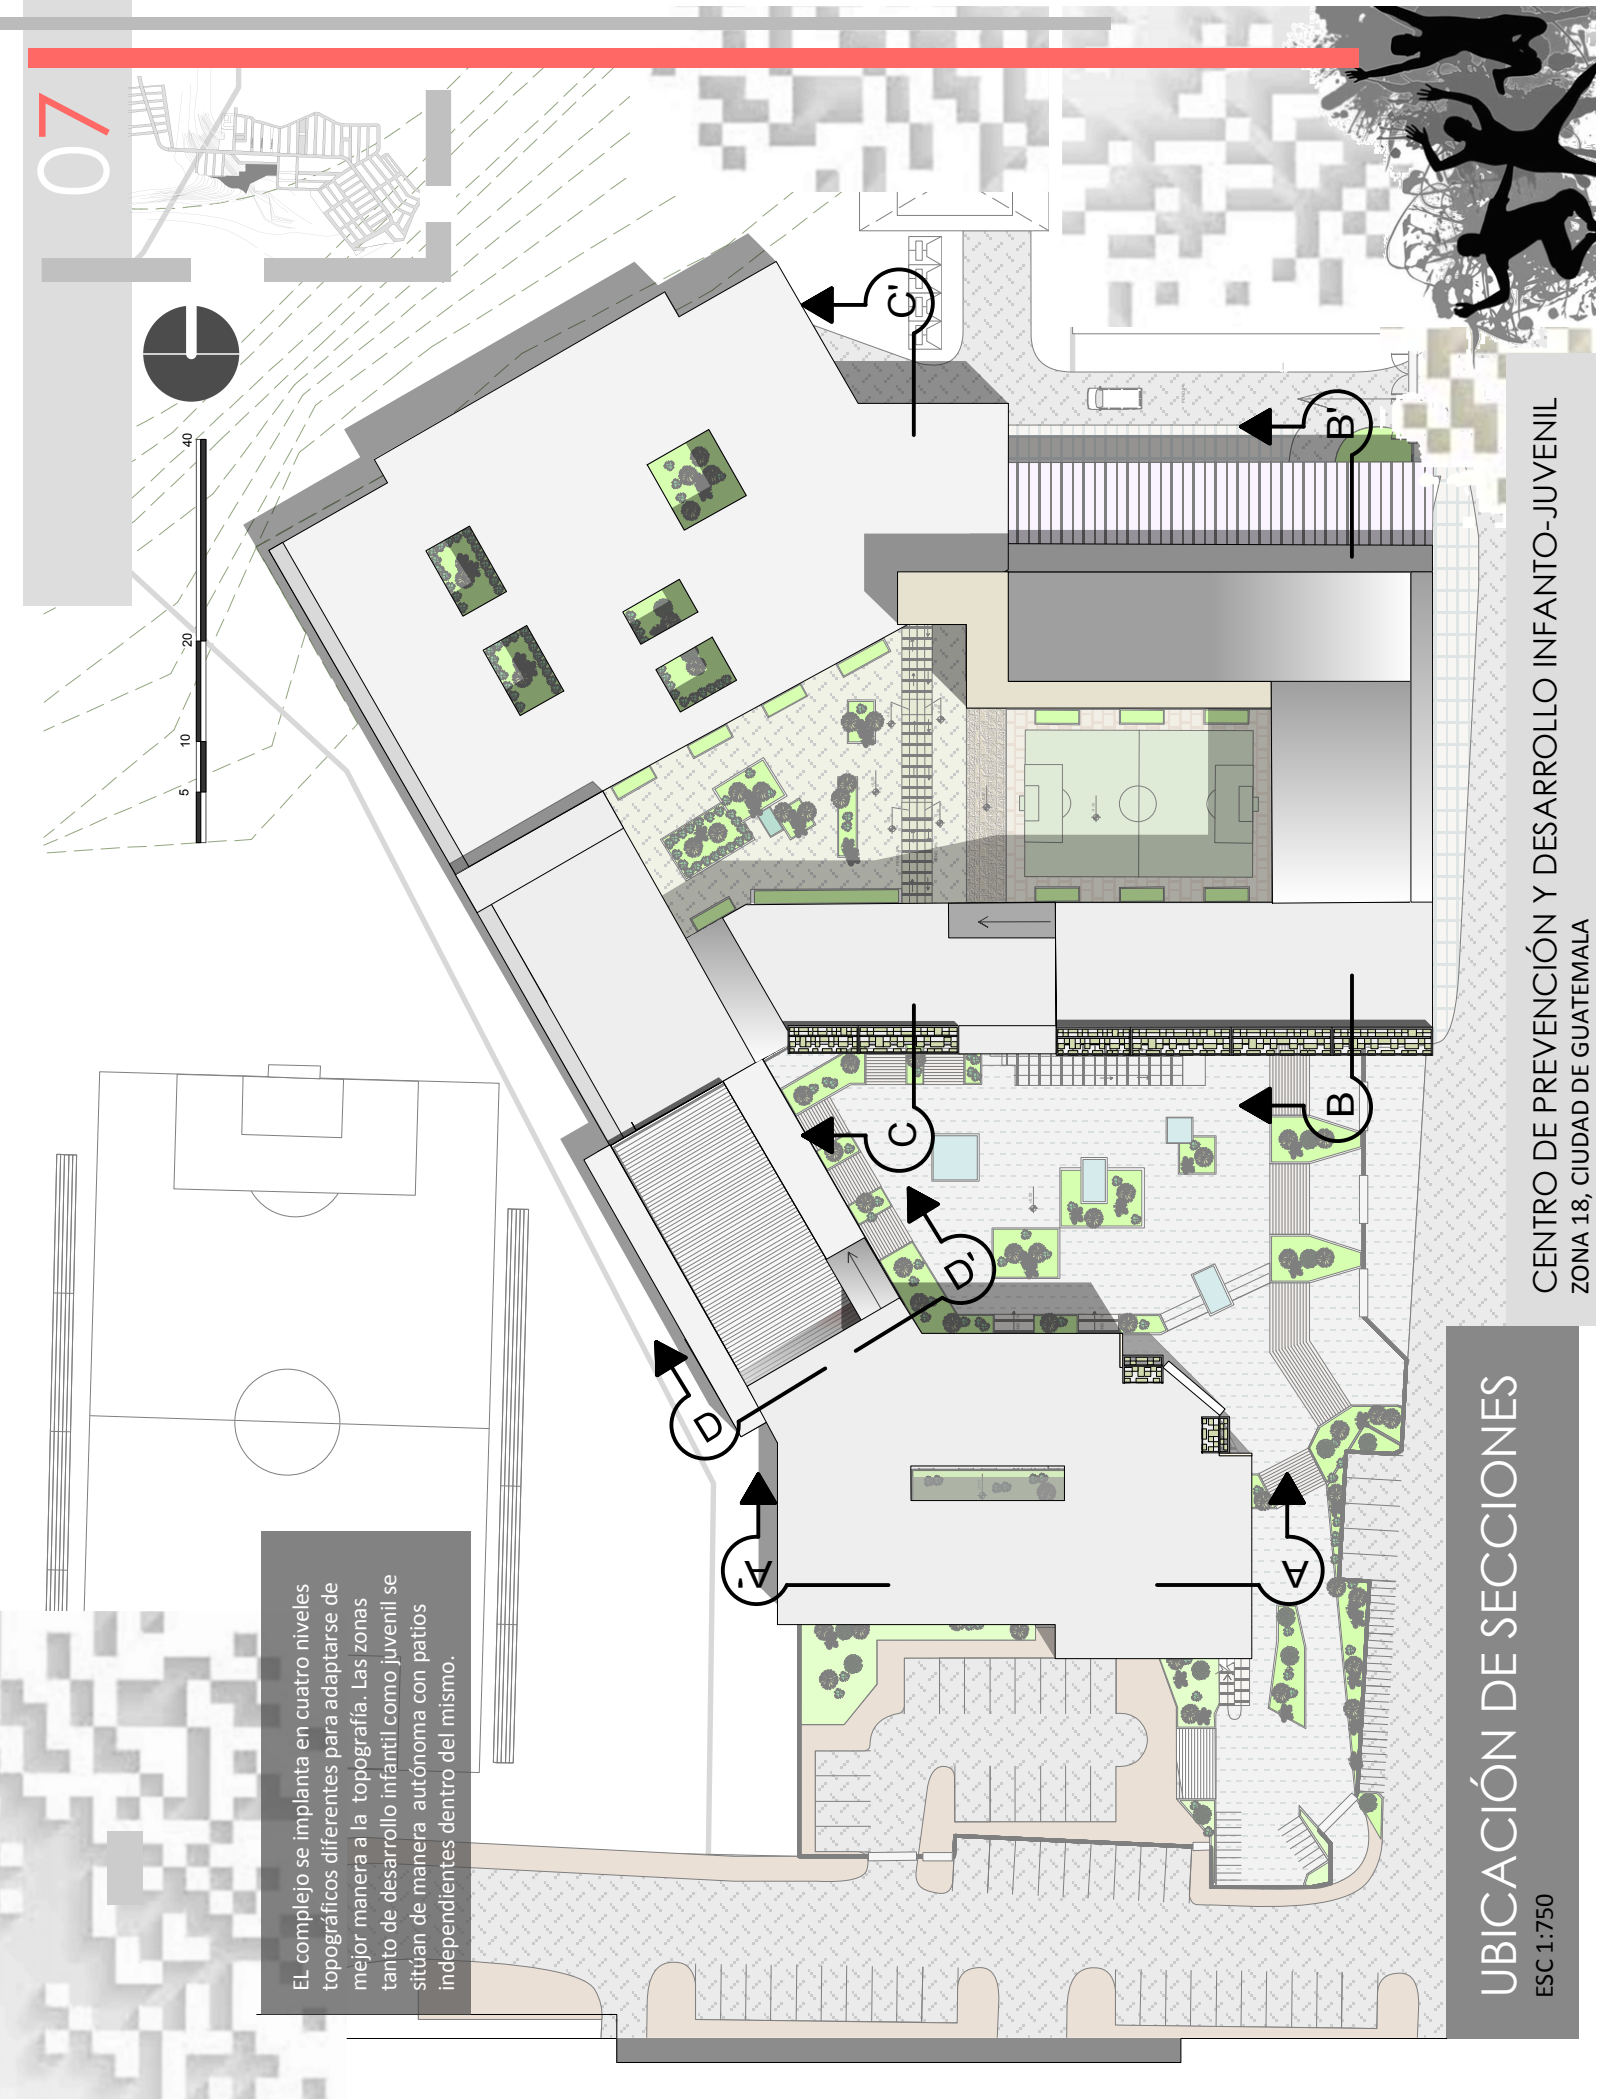 07
5
10
20
40
C'
B'
C
B
D'
D
A'
A
EL complejo se implanta en cuatro niveles
topográficos diferentes para adaptarse de
mejor manera a la topografía. Las zonas
tanto de desarrollo infantil como juvenil se
sitúan de manera autónoma con patios
independientes dentro del mismo.
CENTRO DE PREVENCIÓN Y DESARROLLO INFANTO-JUVENIL
ZONA 18, CIUDAD DE GUATEMALA
UBICACIÓN DE SECCIONES
ESC 1:750